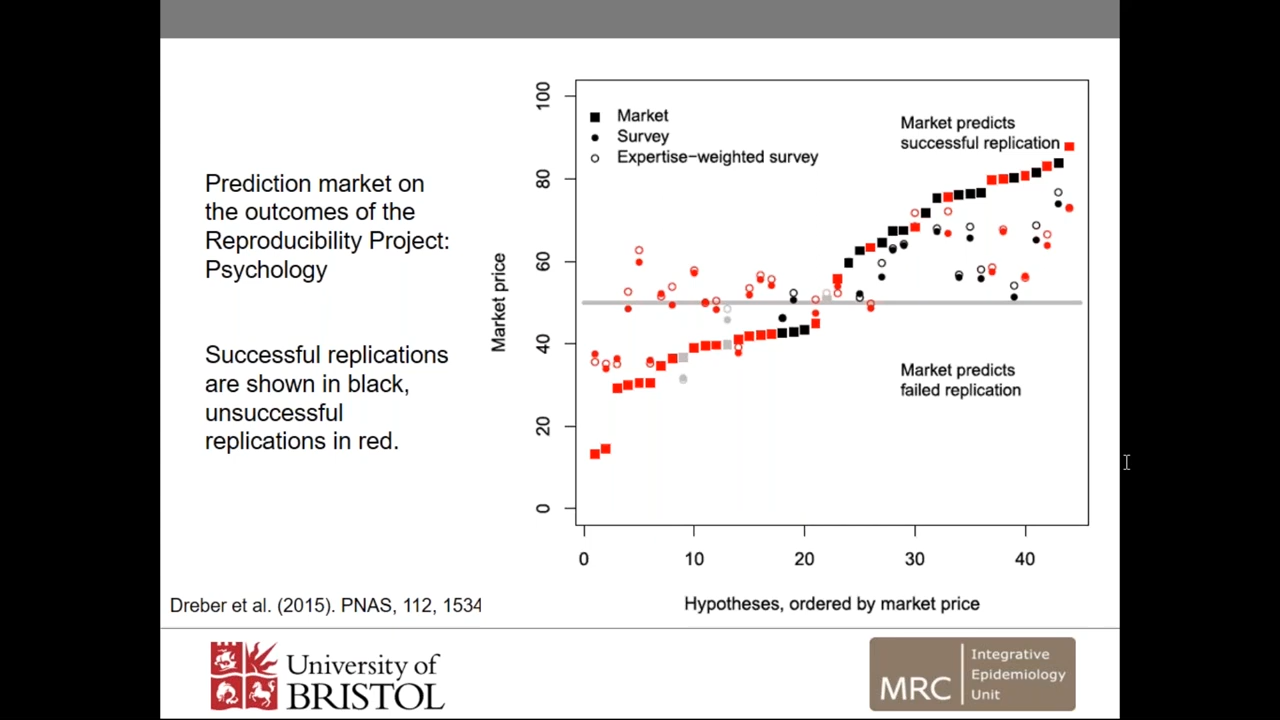 Prediction market on
the outcomes of the
Reproducibility Project:
Psychology
Successful replications
are shown in black,
unsuccessful
replications in red.
Market
Survey
Expertise−weighted survey
Market predicts
successful replication
Market predicts
failed replication
Market price
100
80
60
40
20
0
0 10 20 30 40
Hypotheses, ordered by market price
Dreber et al. (2015). PNAS, 112, 1534
University of
BRISTOL
MRC
Integrative
Epidemiology
Unit